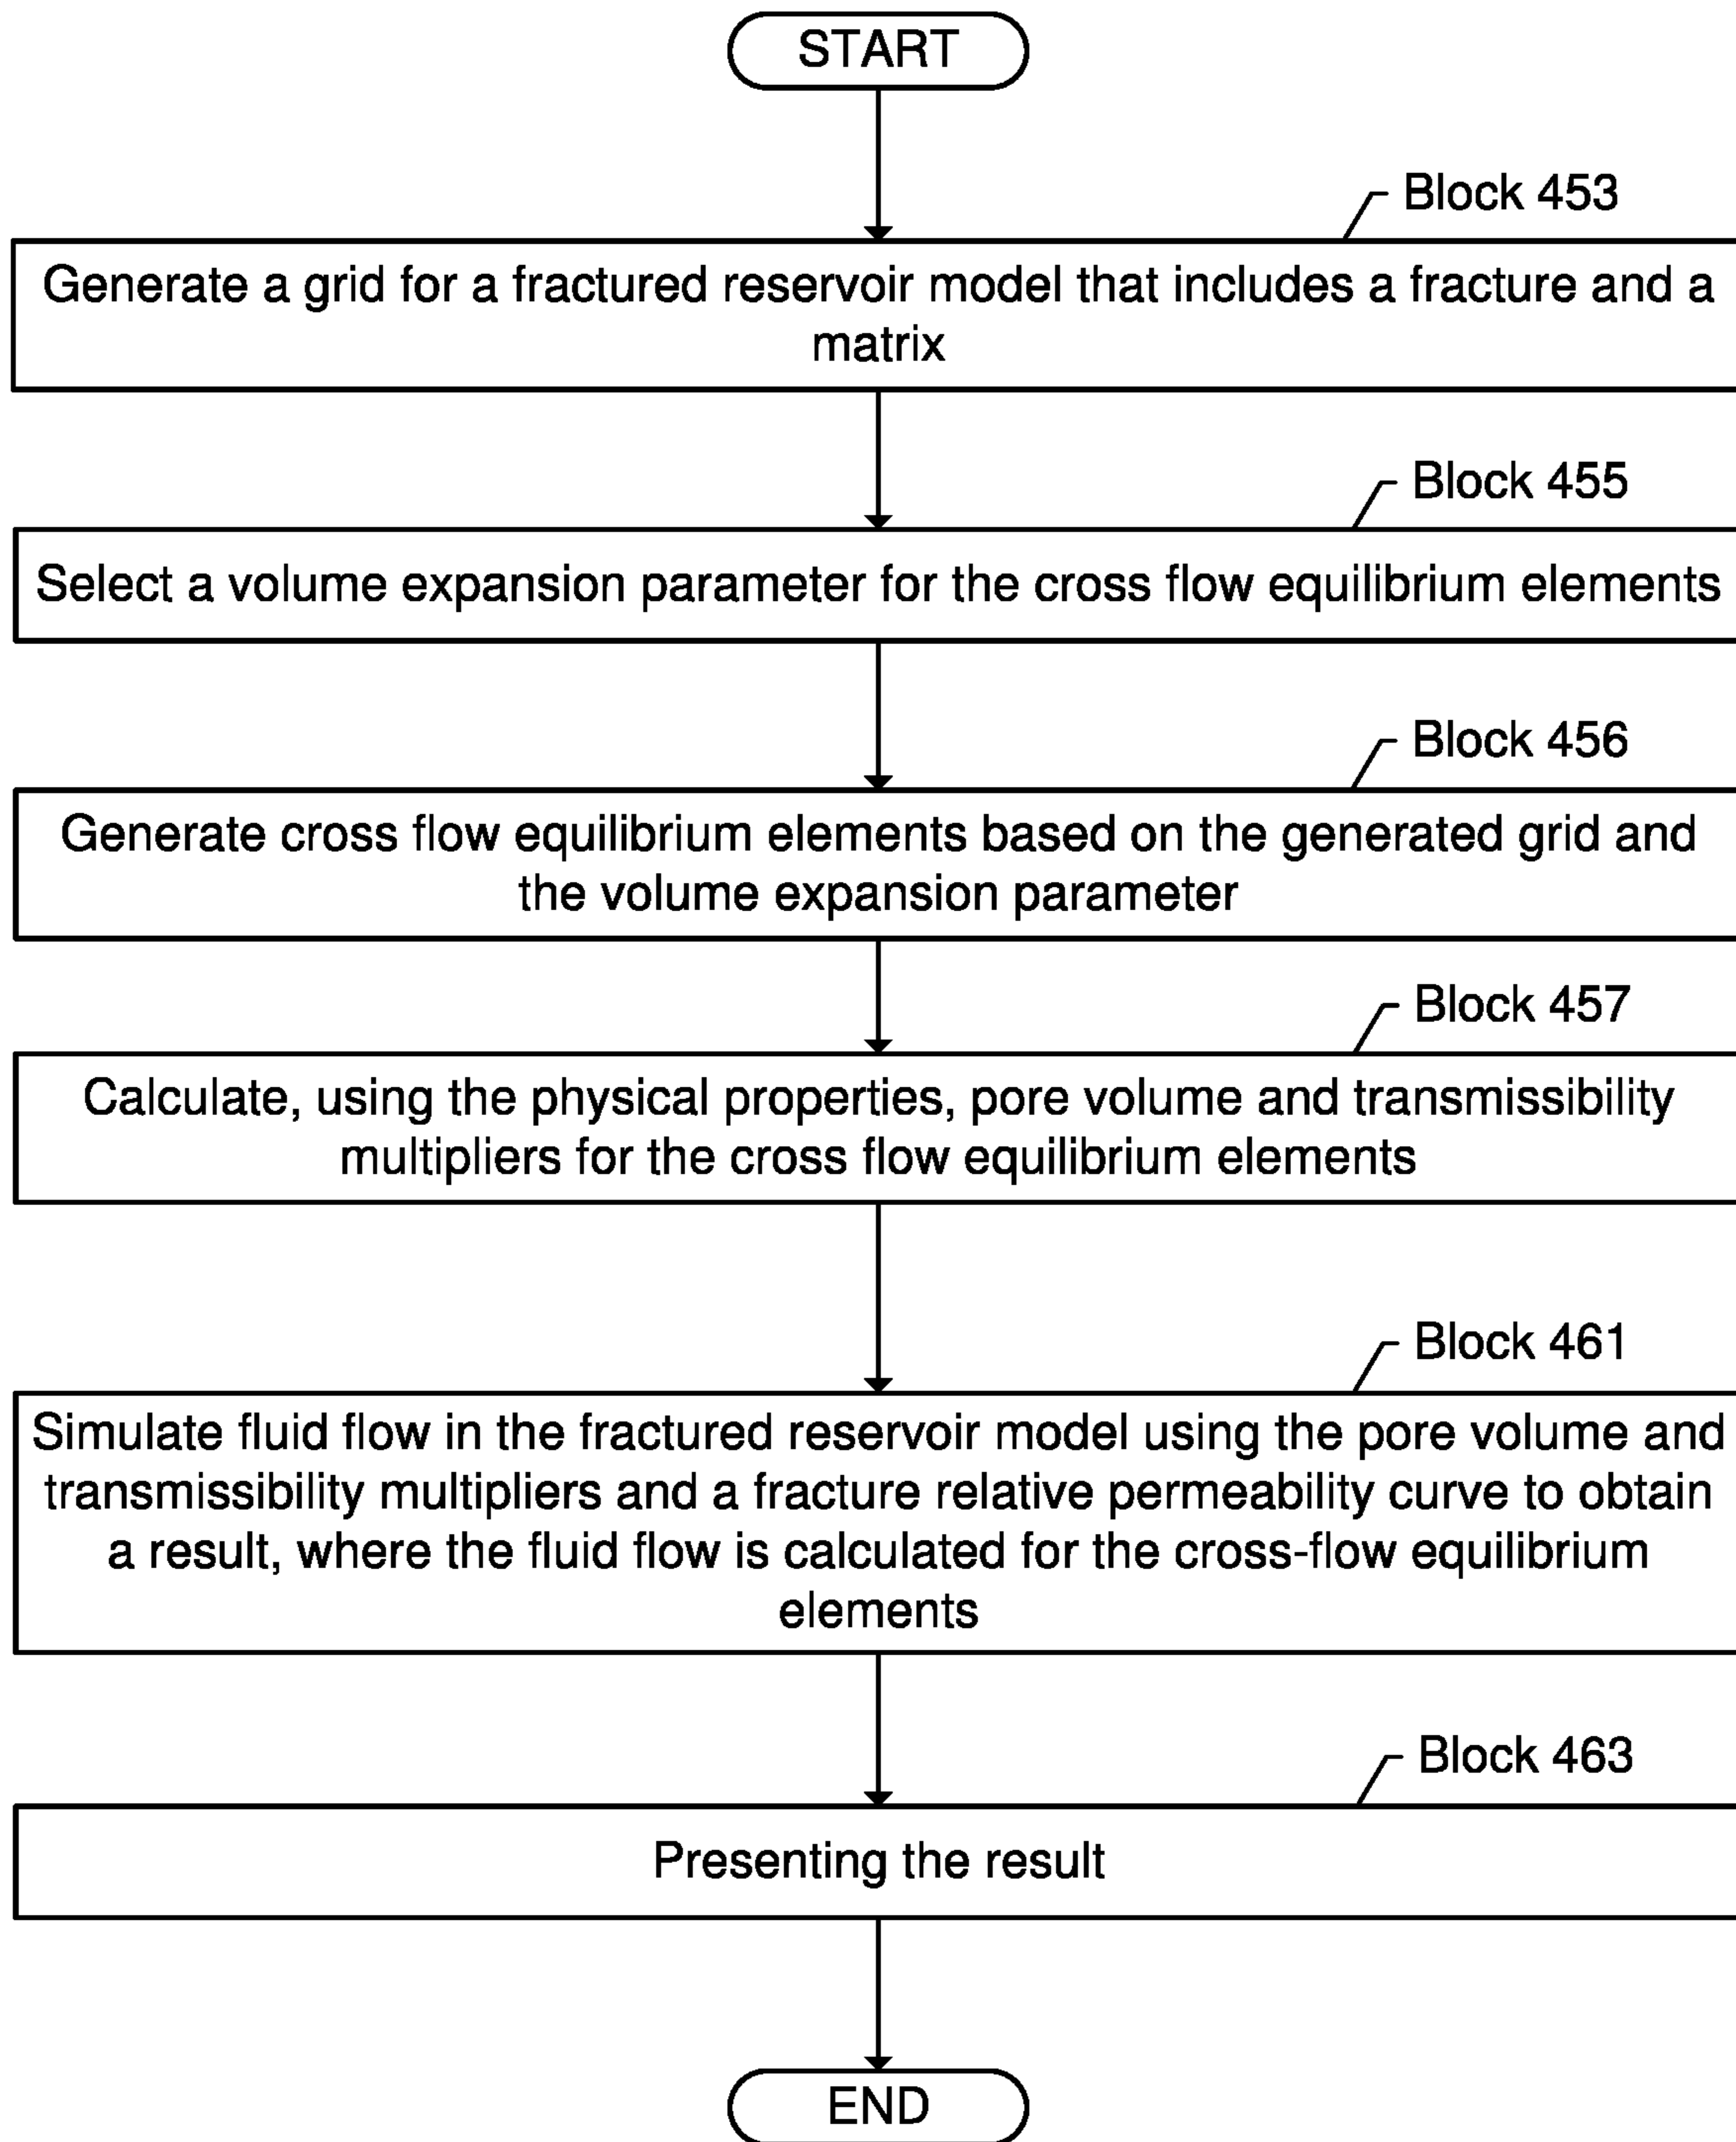 START
Block 453
Generate a grid for a fractured reservoir model that includes a fracture and a
matrix
Block 455
Select a volume expansion parameter for the cross flow equilibrium elements
Block 456
Generate cross flow equilibrium elements based on the generated grid and
the volume expansion parameter
Block 457
Calculate, using the physical properties, pore volume and transmissibility
multipliers for the cross flow equilibrium elements
Block 461
Simulate fluid flow in the fractured reservoir model using the pore volume and
transmissibility multipliers and a fracture relative permeability curve to obtain
a result, where the fluid flow is calculated for the cross-flow equilibrium
elements
Block 463
Presenting the result
END